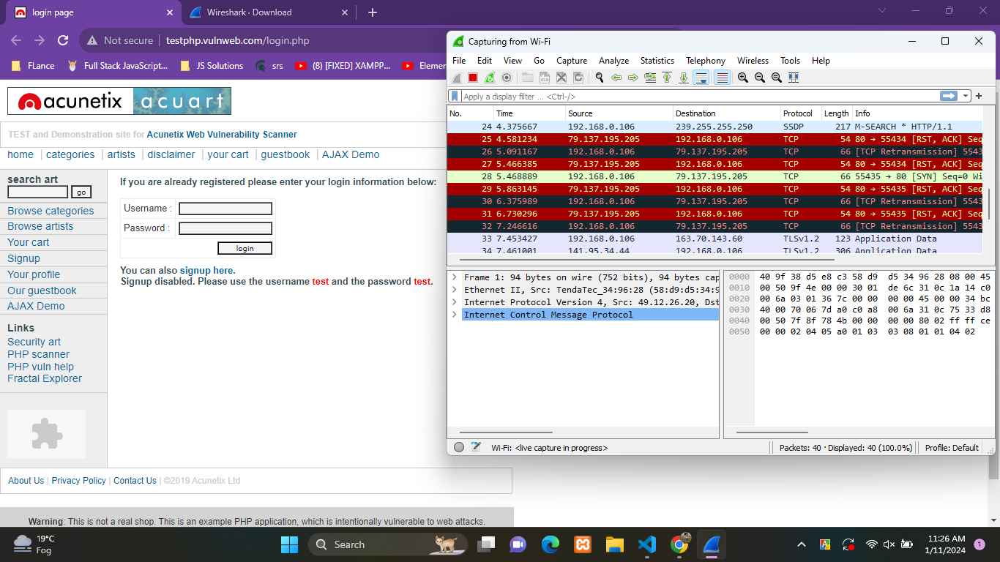 login page
Wireshark · Download
Not secure
testphp.vulnweb.com/login.php
FLance
Full Stack JavaScript...
JS Solutions
srs
(8) [FIXED] XAMPP...
Elemen
acunetix acuart
TEST and Demonstration site for Acunetix Web Vulnerability Scanner
home | categories | artists | disclaimer | your cart | guestbook | AJAX Demo
search art
go
Browse categories
Browse artists
Your cart
Signup
Your profile
Our guestbook
AJAX Demo
Links
Security art
PHP scanner
PHP vuln help
Fractal Explorer
If you are already registered please enter your login information below:
Username :
Password :
login
You can also signup here.
Signup disabled. Please use the username test and the password test.
About Us | Privacy Policy | Contact Us | ©2019 Acunetix Ltd
Warning: This is not a real shop. This is an example PHP application, which is intentionally vulnerable to web attacks.
Capturing from Wi-Fi
File Edit View Go Capture Analyze Statistics Telephony Wireless Tools Help
Apply a display filter ... <Ctrl-/>
No. Time Source Destination Protocol Length Info
24 4.375667 192.168.0.106 239.255.255.250 SSDP 217 M-SEARCH * HTTP/1.1
25 4.581234 79.137.195.205 192.168.0.106 TCP 54 80 → 55434 [RST, ACK] Seq
26 5.091167 192.168.0.106 79.137.195.205 TCP 66 [TCP Retransmission] 5543
27 5.466385 79.137.195.205 192.168.0.106 TCP 54 80 → 55434 [RST, ACK] Seq
28 5.468889 192.168.0.106 79.137.195.205 TCP 66 55435 → 80 [SYN] Seq=0 Wi
29 5.863145 79.137.195.205 192.168.0.106 TCP 54 80 → 55435 [RST, ACK] Seq
30 6.375989 192.168.0.106 79.137.195.205 TCP 66 [TCP Retransmission] 5543
31 6.730296 79.137.195.205 192.168.0.106 TCP 54 80 → 55435 [RST, ACK] Seq
32 7.246616 192.168.0.106 79.137.195.205 TCP 66 [TCP Retransmission] 5543
33 7.453427 192.168.0.106 163.70.143.60 TLSv1.2 123 Application Data
34 7.461001 141.95.34.44 192.168.0.106 TLSv1.2 306 Application Data
Frame 1: 94 bytes on wire (752 bits), 94 bytes cap
Ethernet II, Src: TendaTec_34:96:28 (58:d9:d5:34:9
Internet Protocol Version 4, Src: 49.12.26.20, Dst
Internet Control Message Protocol
0000 40 9f 38 d5 e8 c3 58 d9 d5 34 96 28 08 00 45
0010 00 50 9f 4e 00 00 30 01 de 6c 31 0c 1a 14 c0
0020 00 6a 03 01 36 7c 00 00 00 00 45 00 00 34 bc
0030 40 00 70 06 7d a0 c0 a8 00 6a 31 0c 75 33 d8
0040 00 50 7f 8f 78 4b 00 00 00 00 80 02 ff ff ce
0050 00 00 02 04 05 a0 01 03 03 08 01 01 04 02
Wi-Fi: <live capture in progress>
Packets: 40 · Displayed: 40 (100.0%)
Profile: Default
19°C
Fog
Search
11:26 AM
1/11/2024
1